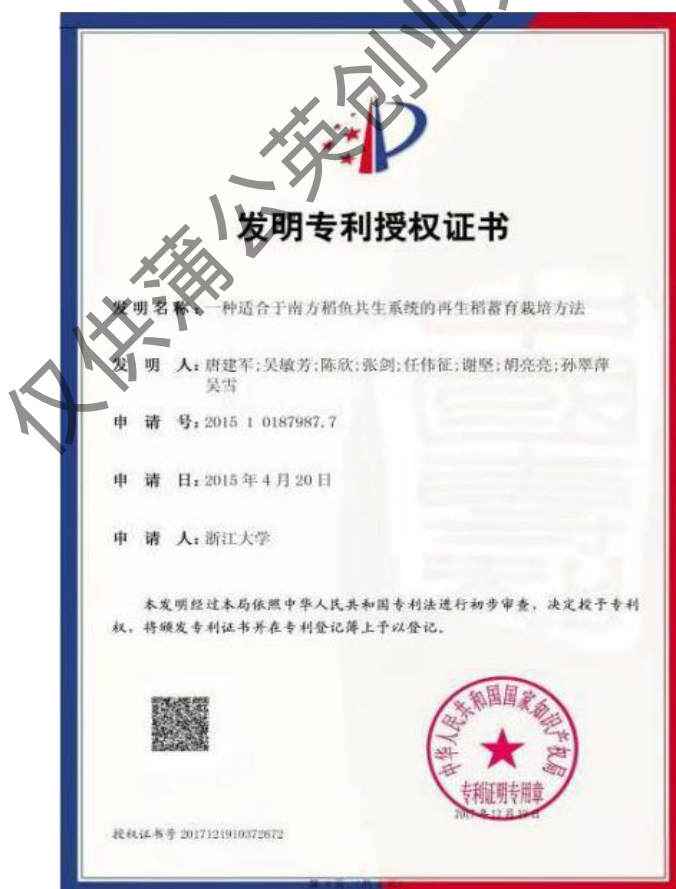 仅供蒲公英创业
发明专利授权证书
发明名称：一种适合于南方稻鱼共生系统的再生稻蓄育栽培方法
发 明 人：唐建军;吴敏芳;陈欣;张剑;任伟征;谢坚;胡亮亮;孙翠萍
吴雪
申 请 号：2015 1 0187987.7
申 请 日：2015年4月20日
申 请 人：浙江大学
本发明经过本局依照中华人民共和国专利法进行初步审查，决定授予专利
权，将颁发专利证书并在专利登记薄上予以登记。
中华人民共和国国家知识产权局
专利证明专用章
授权证书号 2017121910372672